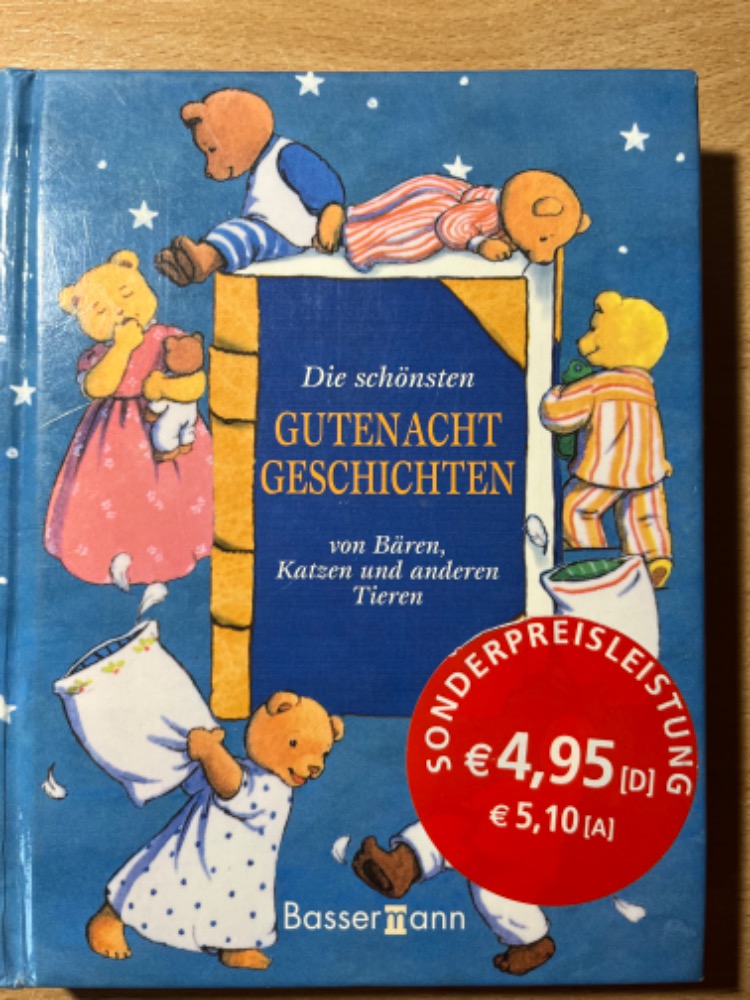 Die schönsten
GUTENACHT
GESCHICHTEN
von Bären,
Katzen und anderen
Tieren
SONDERPREISLEISTUNG
€ 4,95 [D]
€ 5,10 [A]
Bassermann